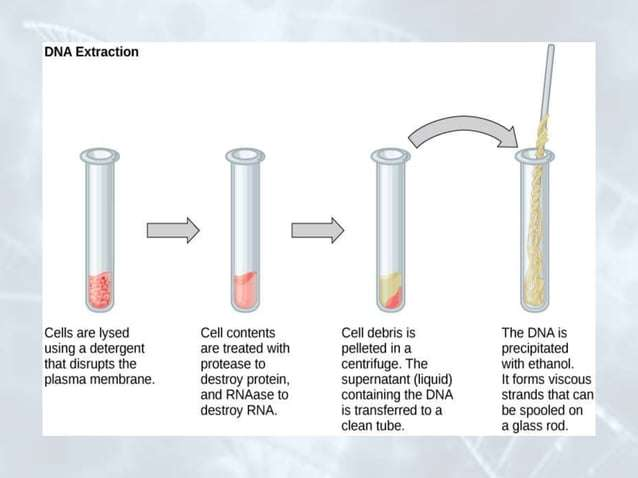 DNA Extraction
Cells are lysed
using a detergent
that disrupts the
plasma membrane.
Cell contents
are treated with
protease to
destroy protein,
and RNAase to
destroy RNA.
Cell debris is
pelleted in a
centrifuge. The
supernatant (liquid)
containing the DNA
is transferred to a
clean tube.
The DNA is
precipitated
with ethanol.
It forms viscous
strands that can
be spooled on
a glass rod.